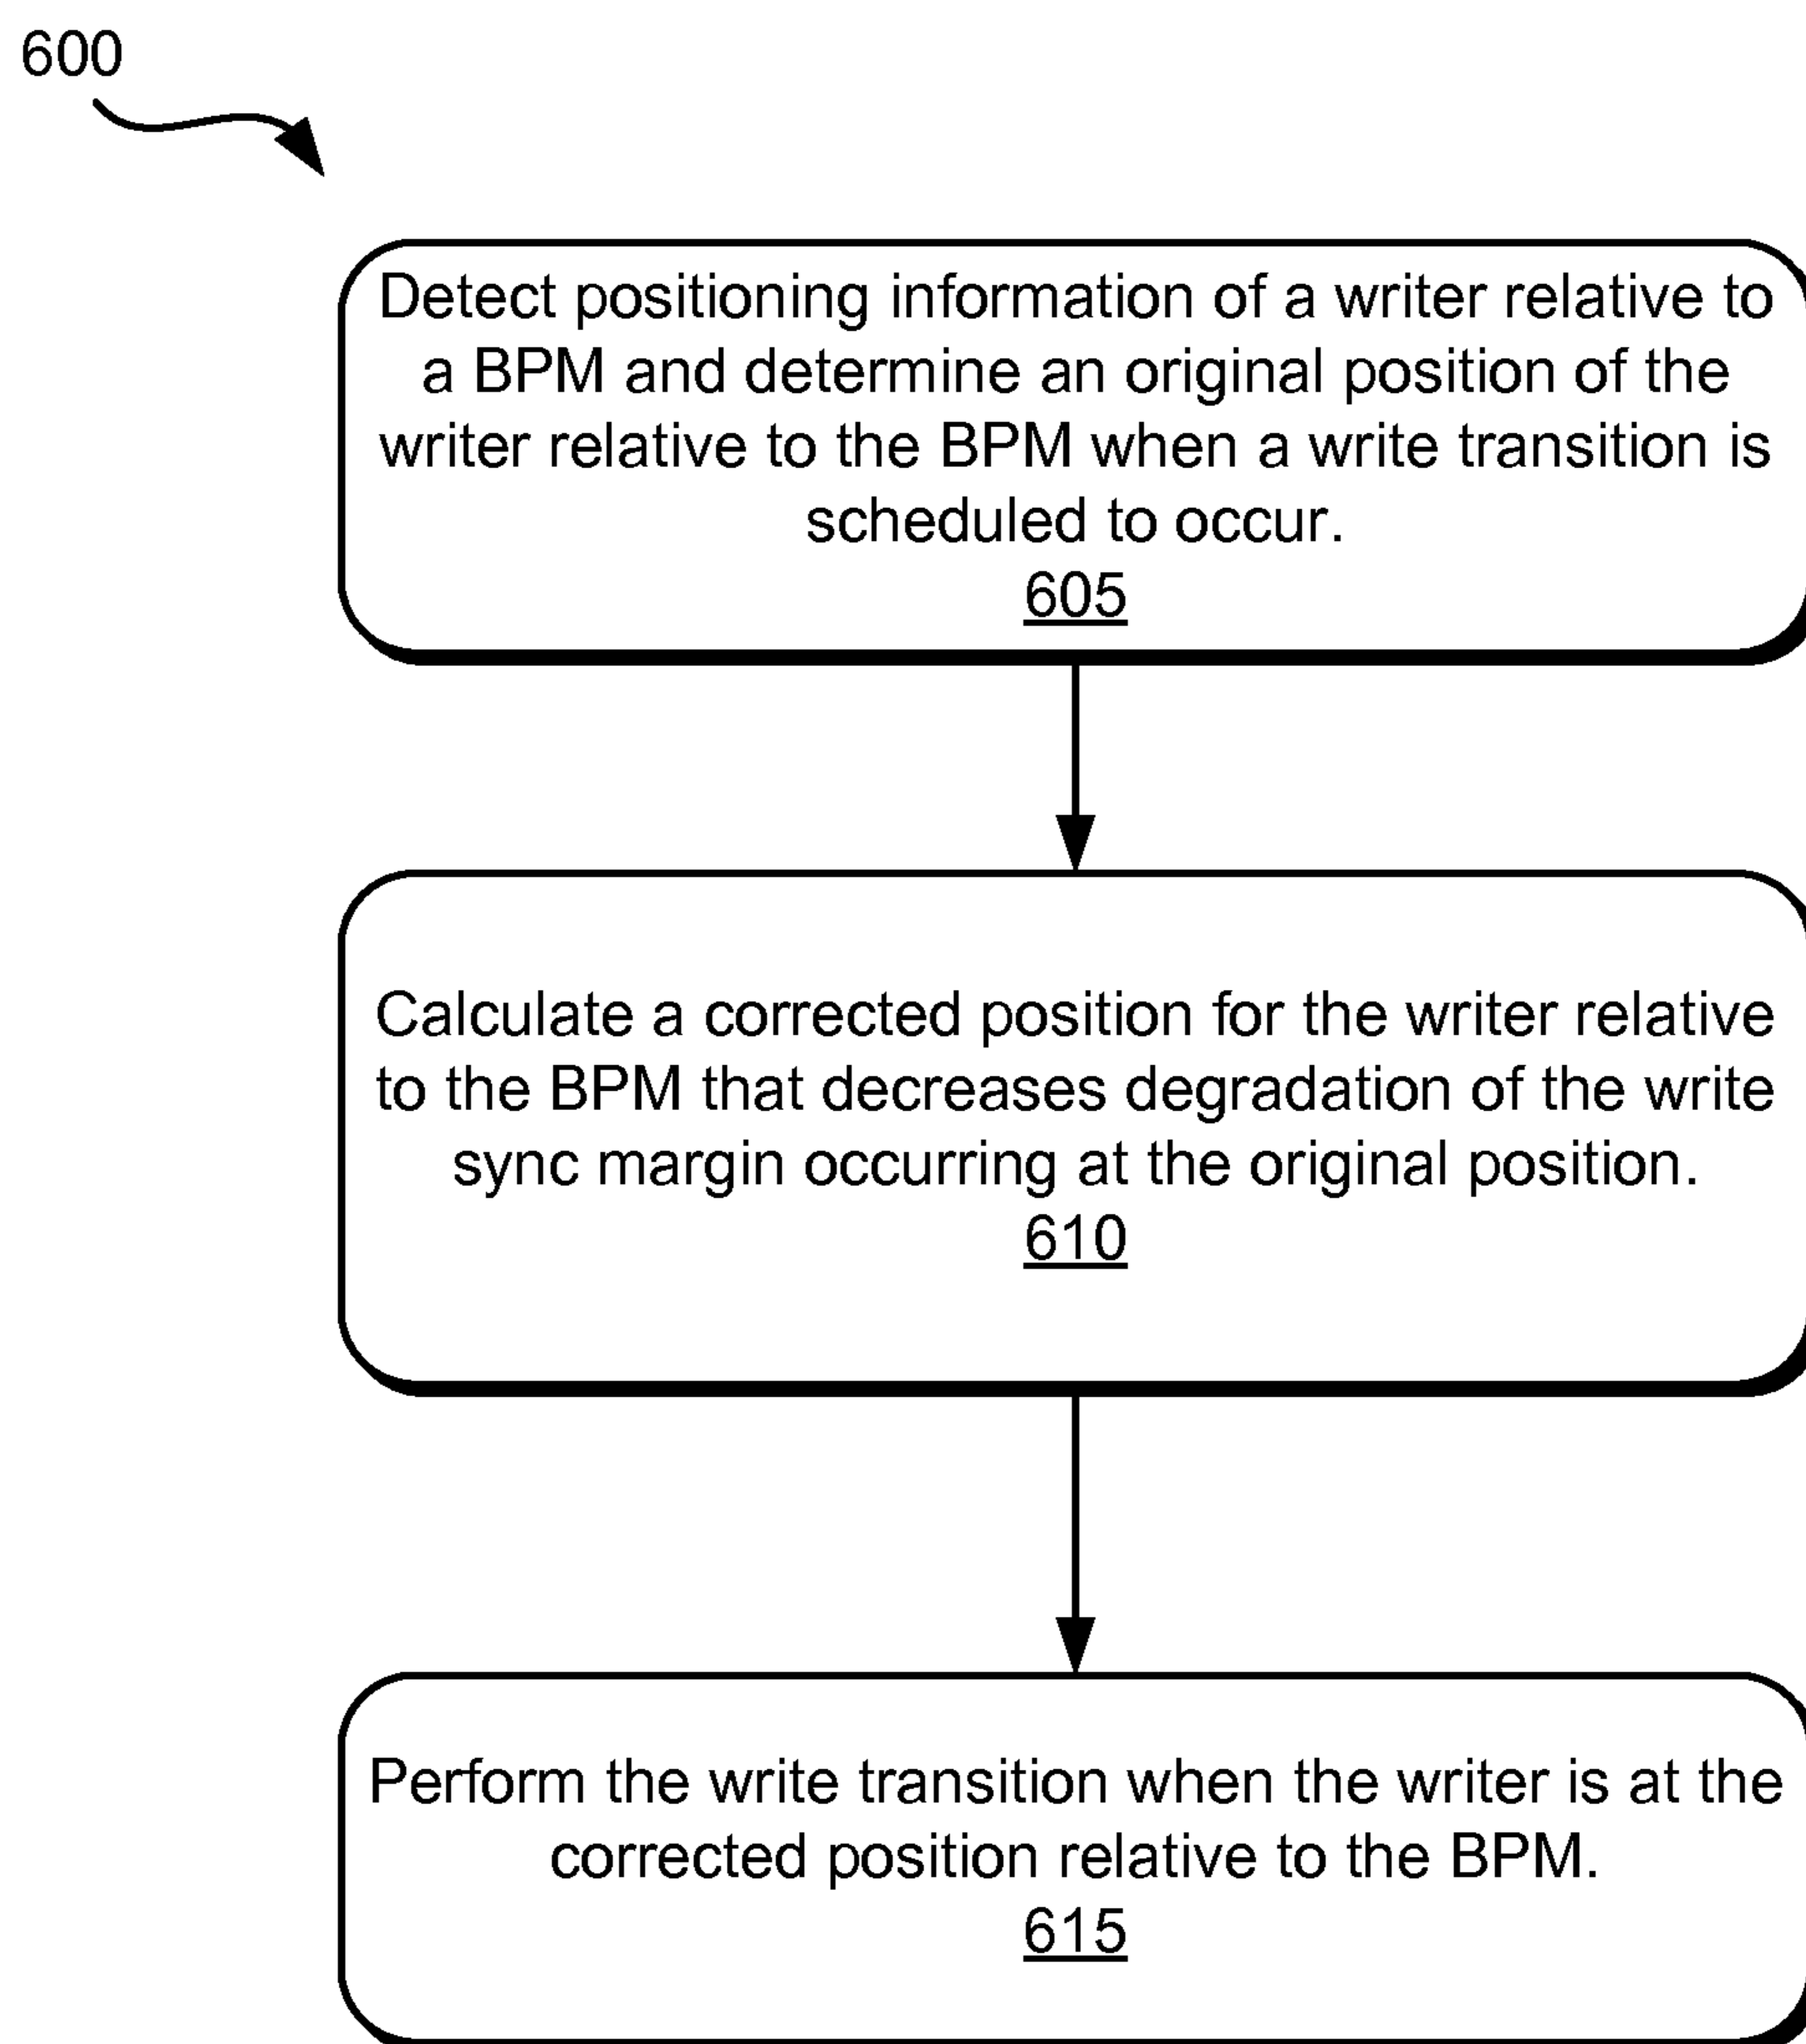 600
Detect positioning information of a writer relative to
a BPM and determine an original position of the
writer relative to the BPM when a write transition is
scheduled to occur.
605
Calculate a corrected position for the writer relative
to the BPM that decreases degradation of the write
sync margin occurring at the original position.
610
Perform the write transition when the writer is at the
corrected position relative to the BPM.
615